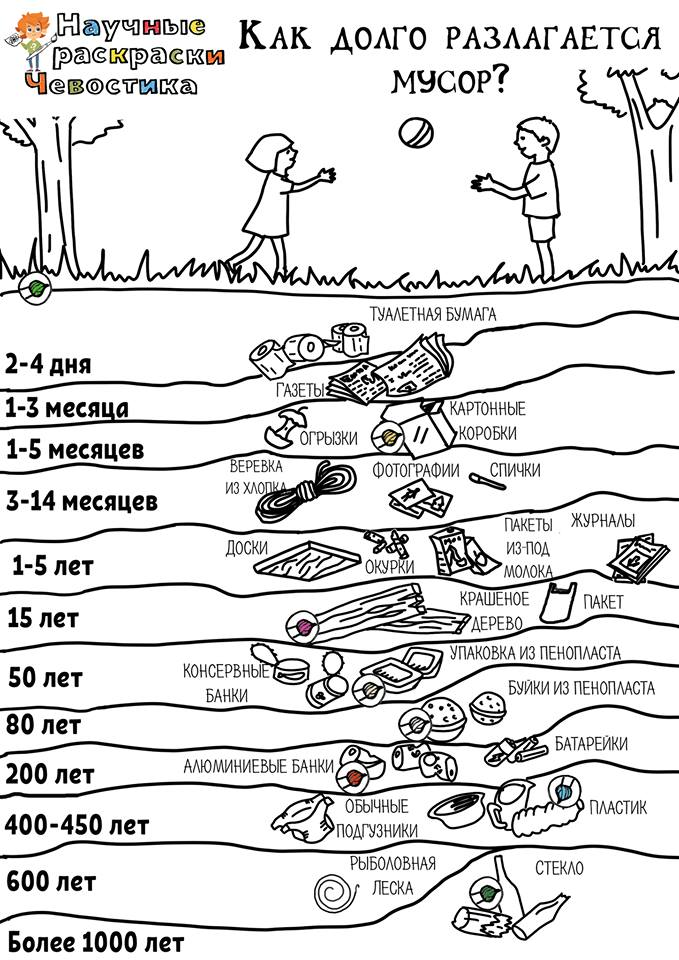 Научные
раскраски
Чевостика
Как долго разлагается
мусор?
туалетная бумага
2-4 дня
газеты
1-3 месяца
картонные
коробки
огрызки
1-5 месяцев
веревка
из хлопка
фотографии
спички
3-14 месяцев
пакеты
из-под
молока
журналы
доски
окурки
1-5 лет
крашеное
дерево
пакет
15 лет
упаковка из пенопласта
консервные
банки
50 лет
буйки из пенопласта
80 лет
батарейки
алюминиевые банки
200 лет
обычные
подгузники
пластик
400-450 лет
рыболовная
леска
стекло
600 лет
Более 1000 лет